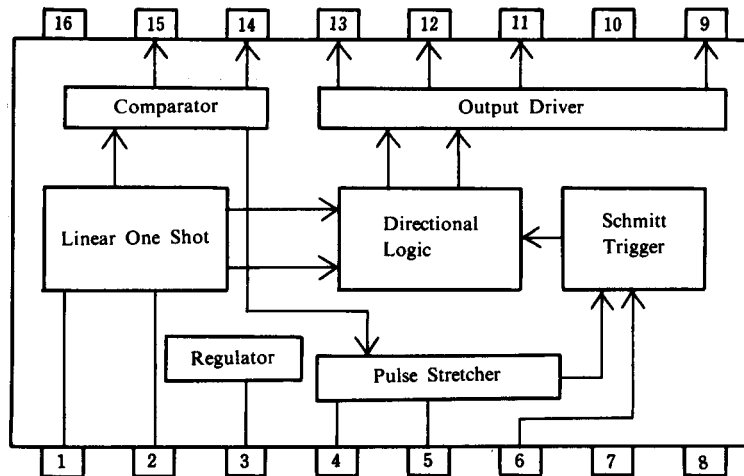 16 15 14 13 12 11 10 9
Comparator
Output Driver
Linear One Shot
Directional
Logic
Schmitt
Trigger
Regulator
Pulse Stretcher
1 2 3 4 5 6 7 8